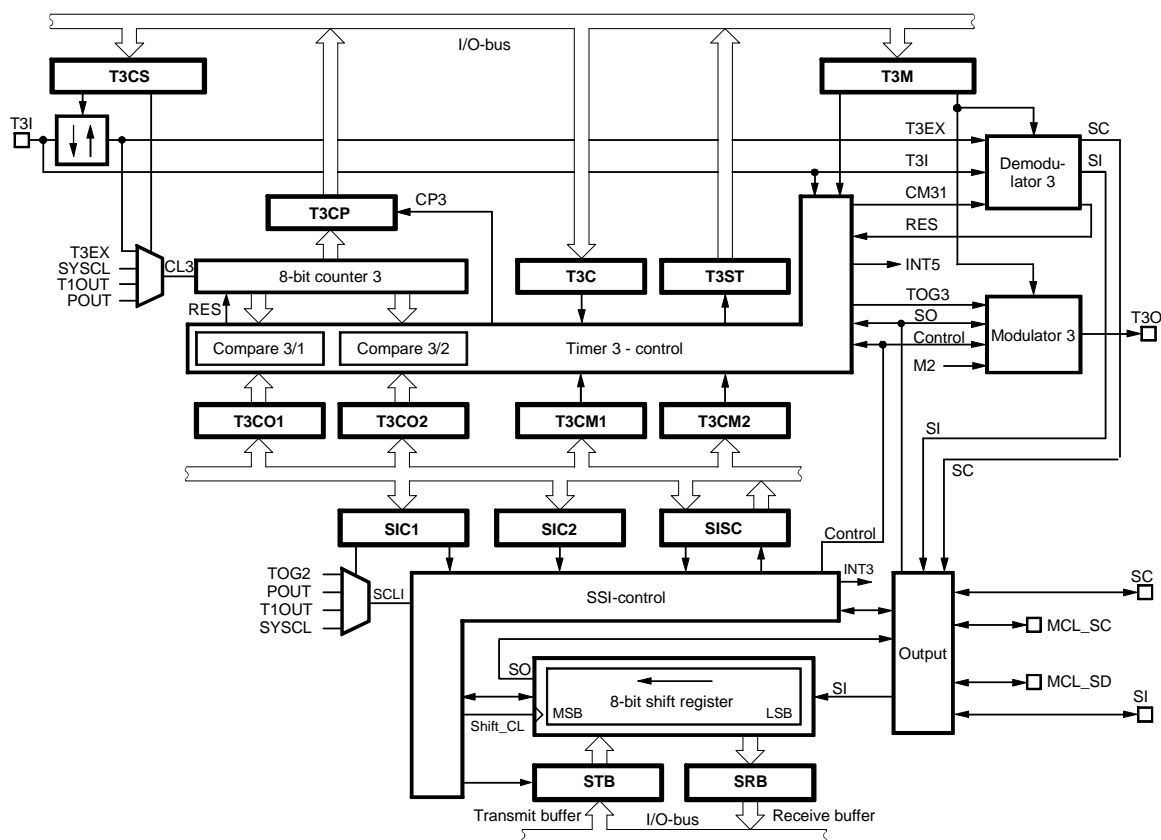 I/O-bus
T3CS
T3M
T3I
T3EX
SC
T3I
SI
Demodu-
lator 3
CM31
RES
T3CP
CP3
T3EX
SYSCL
T1OUT
POUT
CL3
8-bit counter 3
T3C
T3ST
INT5
RES
TOG3
SO
Control
M2
Modulator 3
T3O
Compare 3/1
Compare 3/2
Timer 3 - control
T3CO1
T3CO2
T3CM1
T3CM2
SI
SC
SIC1
SIC2
SISC
Control
TOG2
POUT
T1OUT
SYSCL
SCLI
SSI-control
INT3
SC
MCL_SC
Output
SO
8-bit shift register
MSB
LSB
SI
MCL_SD
SI
Shift_CL
STB
SRB
Transmit buffer
I/O-bus
Receive buffer